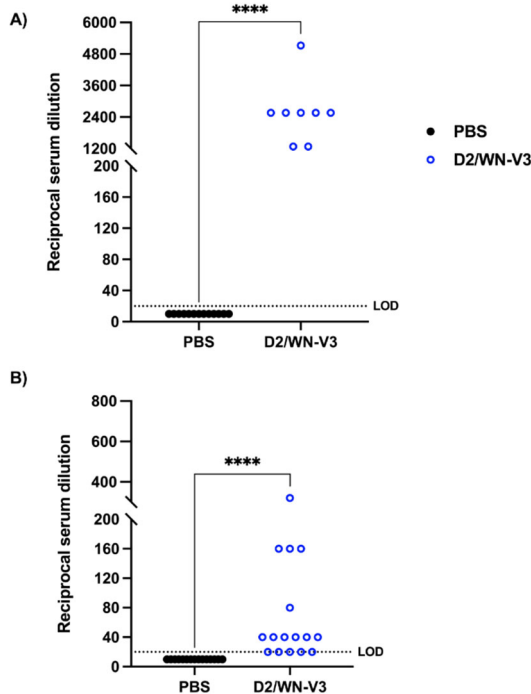 A)
****
Reciprocal serum dilution
6000
4800
3600
2400
1200
200
160
120
80
40
0
LOD
PBS D2/WN-V3
PBS
D2/WN-V3
B)
****
Reciprocal serum dilution
800
600
400
200
160
120
80
40
0
LOD
PBS D2/WN-V3